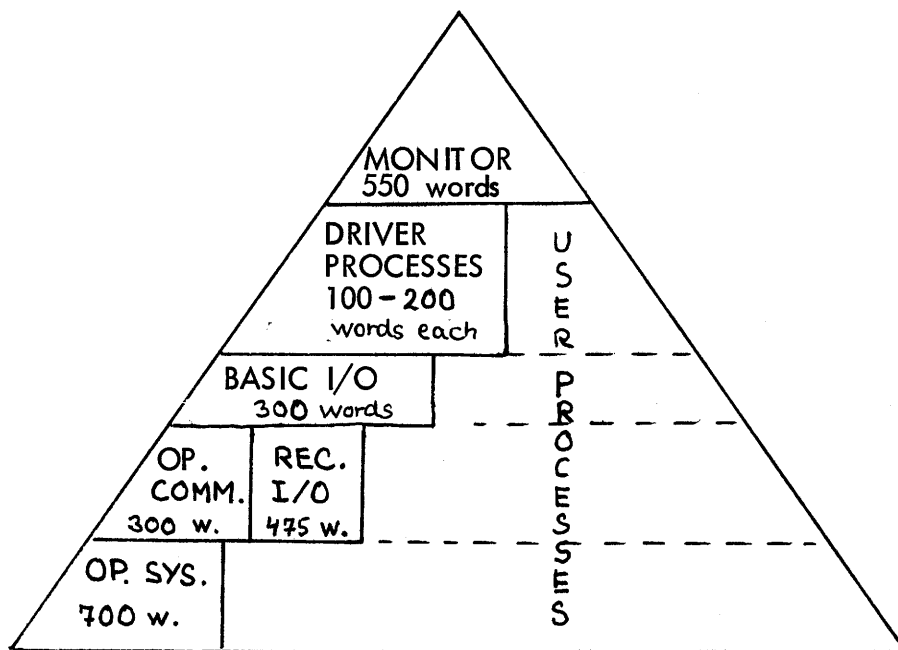 MONITOR
550 words
DRIVER
PROCESSES
100-200
words each
BASIC I/O
300 words
OP.
COMM.
300 w.
REC.
I/O
475 w.
OP. SYS.
700 w.
USER PROCESSES